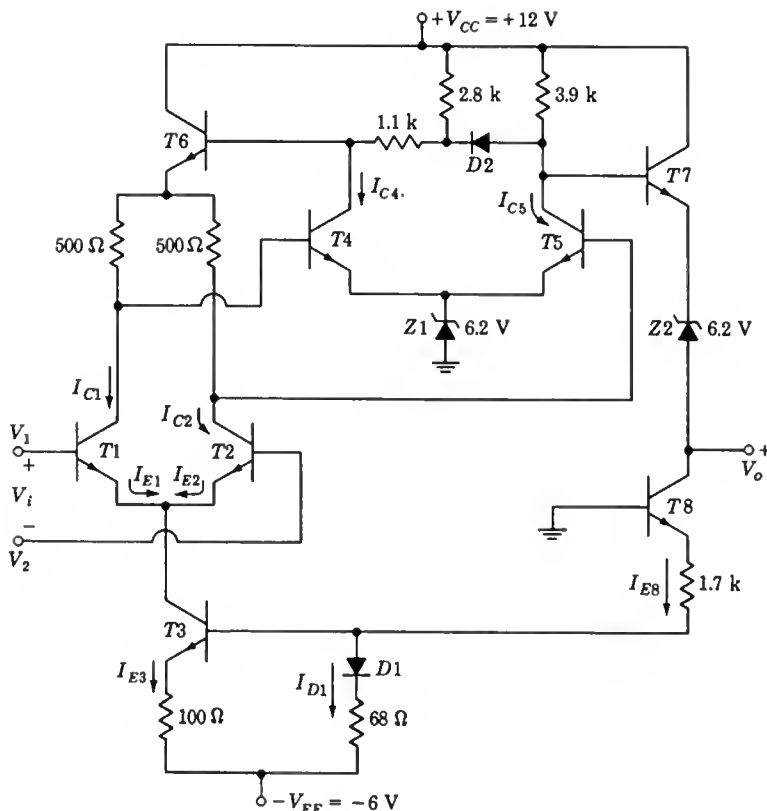 +V_CC = +12 V
2.8 k
3.9 k
1.1 k
T6
D2
T7
I_C4.
I_C5
500 Ω
500 Ω
T4
T5
Z1
6.2 V
Z2
6.2 V
I_C1
I_C2
V_1
+
T1
T2
V_o
+
I_E1
I_E2
V_i
T8
−
V_2
I_E8
1.7 k
T3
I_E3
I_D1
D1
100 Ω
68 Ω
−V_EE = −6 V